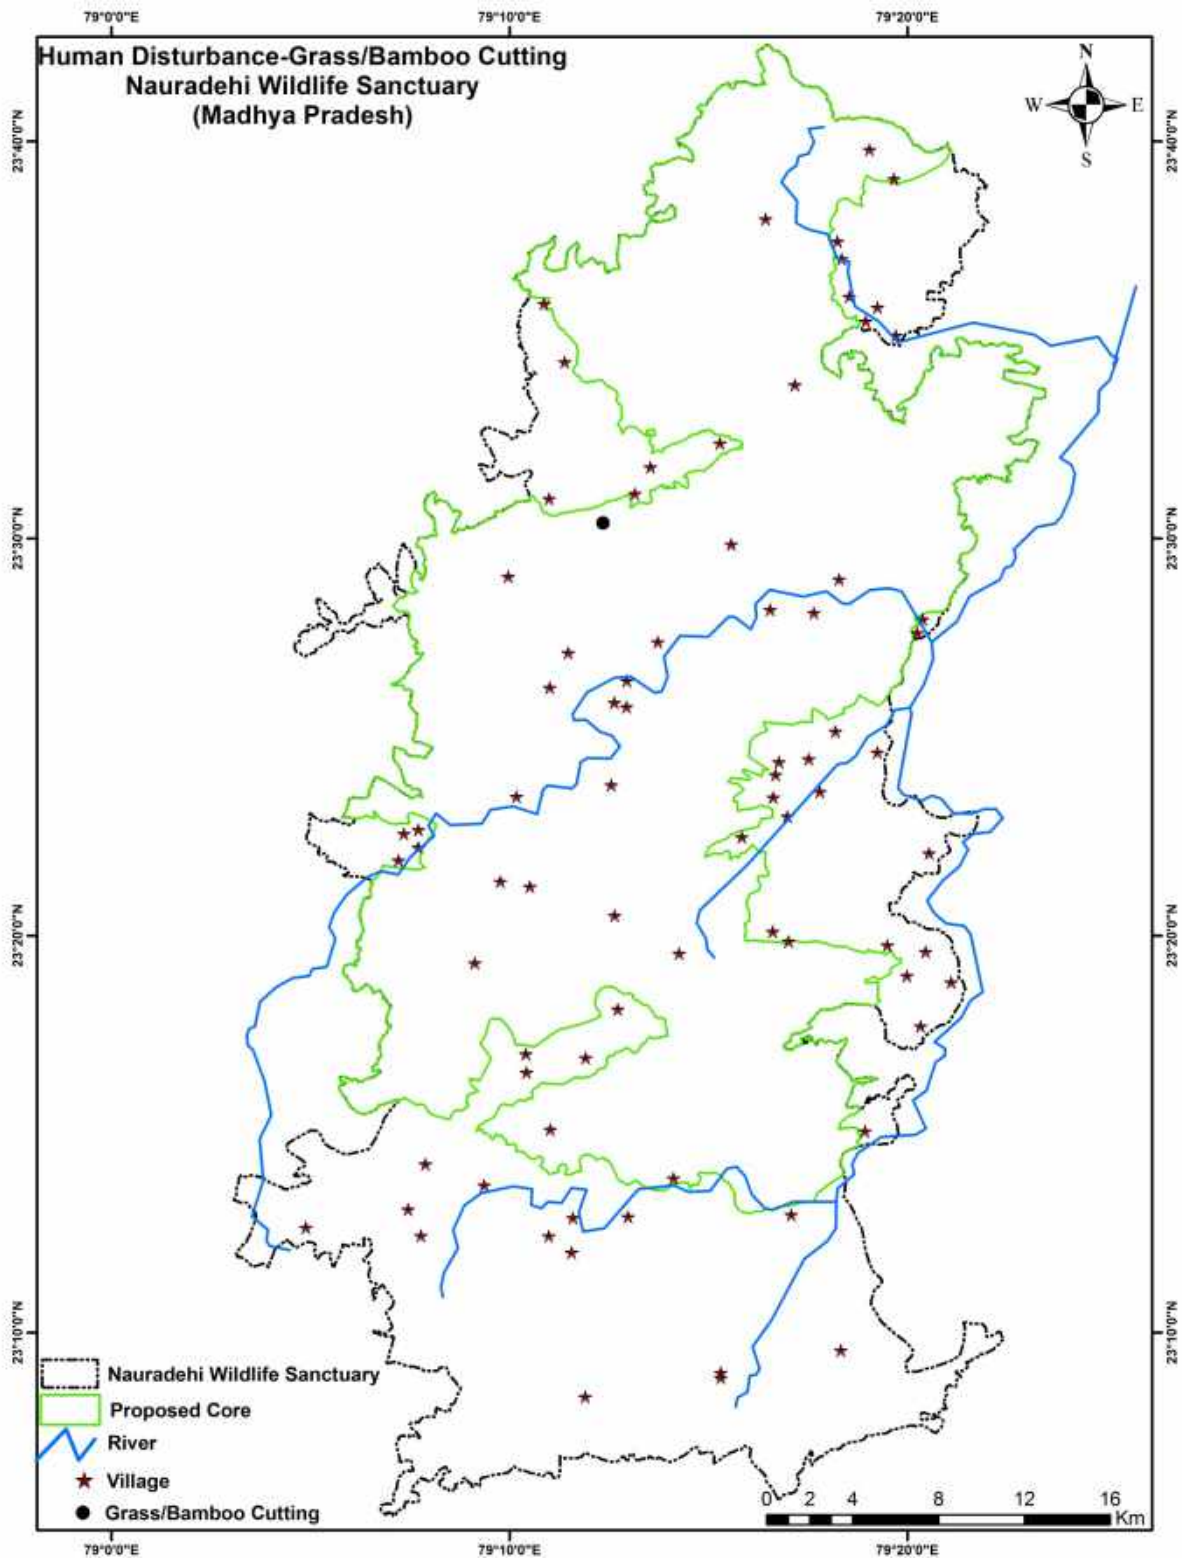 79°0'0"E 79°10'0"E 79°20'0"E
Human Disturbance-Grass/Bamboo Cutting
Nauradehi Wildlife Sanctuary
(Madhya Pradesh)
N
W E
S
23°40'0"N 23°40'0"N
23°30'0"N 23°30'0"N
23°20'0"N 23°20'0"N
23°10'0"N 23°10'0"N
Nauradehi Wildlife Sanctuary
Proposed Core
River
Village
Grass/Bamboo Cutting
0 2 4 8 12 16
Km
79°0'0"E 79°10'0"E 79°20'0"E